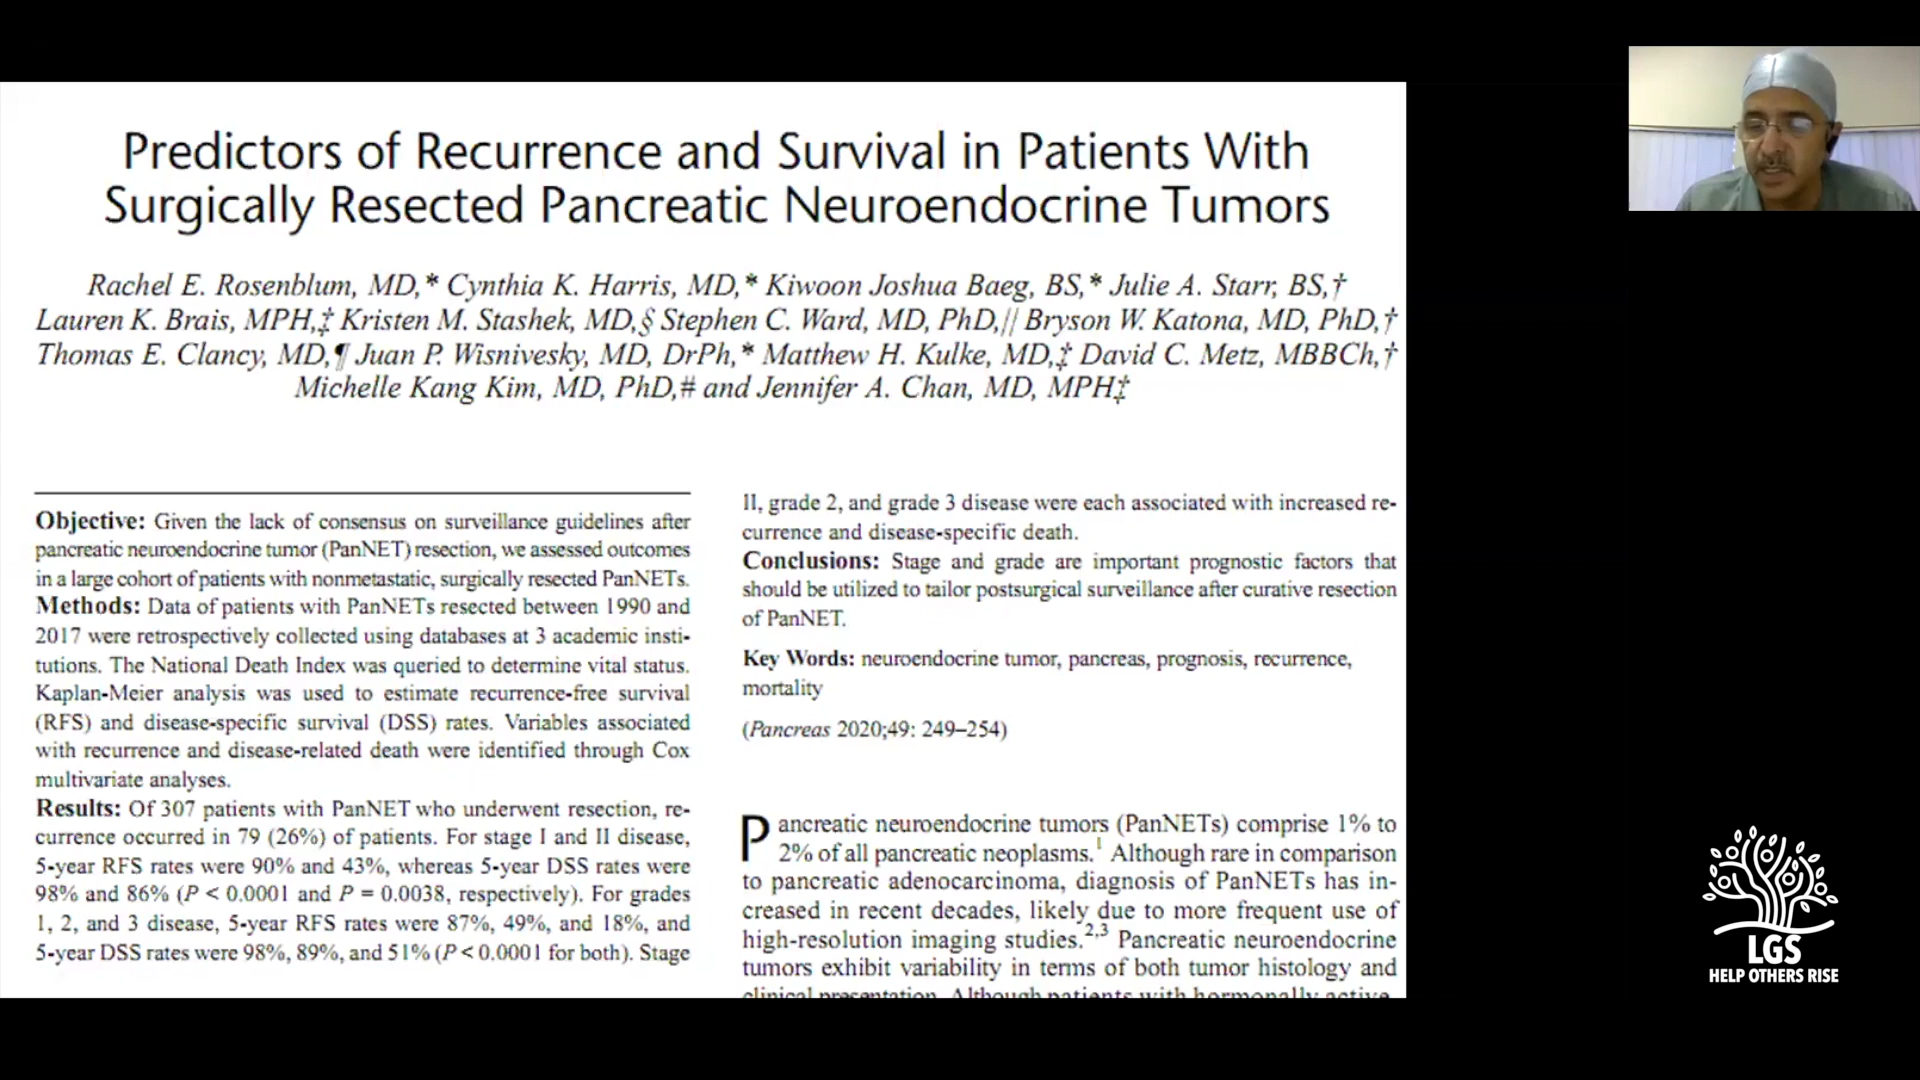 Predictors of Recurrence and Survival in Patients With
Surgically Resected Pancreatic Neuroendocrine Tumors
Rachel E. Rosenblum, MD,* Cynthia K. Harris, MD,* Kiwoon Joshua Baeg, BS,* Julie A. Starr, BS,†
Lauren K. Brais, MPH,‡ Kristen M. Stashek, MD,§ Stephen C. Ward, MD, PhD,|| Bryson W. Katona, MD, PhD,†
Thomas E. Clancy, MD,¶ Juan P. Wisnivesky, MD, DrPh,* Matthew H. Kulke, MD,‡ David C. Metz, MBBCh,†
Michelle Kang Kim, MD, PhD,# and Jennifer A. Chan, MD, MPH‡
Objective: Given the lack of consensus on surveillance guidelines after
pancreatic neuroendocrine tumor (PanNET) resection, we assessed outcomes
in a large cohort of patients with nonmetastatic, surgically resected PanNETs.
Methods: Data of patients with PanNETs resected between 1990 and
2017 were retrospectively collected using databases at 3 academic insti-
tutions. The National Death Index was queried to determine vital status.
Kaplan-Meier analysis was used to estimate recurrence-free survival
(RFS) and disease-specific survival (DSS) rates. Variables associated
with recurrence and disease-related death were identified through Cox
multivariate analyses.
Results: Of 307 patients with PanNET who underwent resection, re-
currence occurred in 79 (26%) of patients. For stage I and II disease,
5-year RFS rates were 90% and 43%, whereas 5-year DSS rates were
98% and 86% (P < 0.0001 and P = 0.0038, respectively). For grades
1, 2, and 3 disease, 5-year RFS rates were 87%, 49%, and 18%, and
5-year DSS rates were 98%, 89%, and 51% (P < 0.0001 for both). Stage
II, grade 2, and grade 3 disease were each associated with increased re-
currence and disease-specific death.
Conclusions: Stage and grade are important prognostic factors that
should be utilized to tailor postsurgical surveillance after curative resection
of PanNET.
Key Words: neuroendocrine tumor, pancreas, prognosis, recurrence,
mortality
(Pancreas 2020;49: 249–254)
Pancreatic neuroendocrine tumors (PanNETs) comprise 1% to
2% of all pancreatic neoplasms.1 Although rare in comparison
to pancreatic adenocarcinoma, diagnosis of PanNETs has in-
creased in recent decades, likely due to more frequent use of
high-resolution imaging studies.2,3 Pancreatic neuroendocrine
tumors exhibit variability in terms of both tumor histology and
clinical presentation. Although patients with hormonally active
LGS
HELP OTHERS RISE